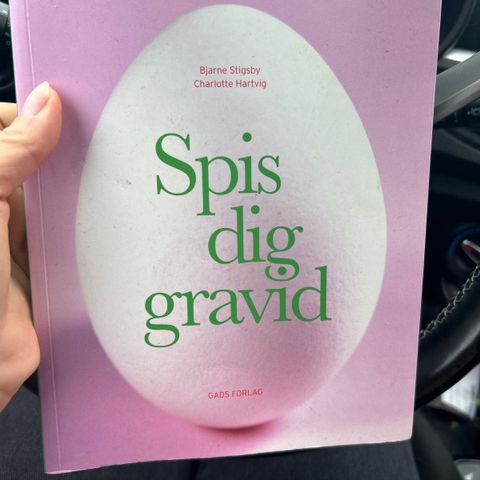 Bjarne Stigsby
Charlotte Hartvig
Spis
dig
gravid
GADS FORLAG